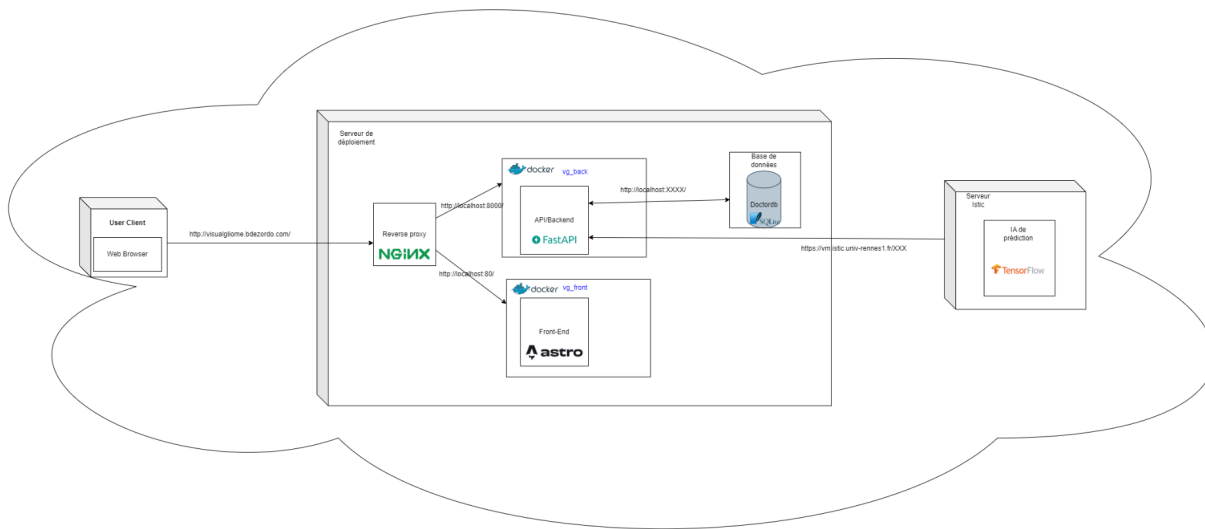 User Client
Web Browser
http://visualgliome.bdezordo.com/
Serveur de
déploiement
Reverse proxy
NGINX
http://localhost:8000/
http://localhost:80/
docker
vg_back
API/Backend
FastAPI
docker
vg_front
Front-End
astro
http://localhost:XXXX/
Base de
données
Doctordb
SQLite
https://vm.istic.univ-rennes1.fr/XXX
Serveur
Istic
IA de
prédiction
TensorFlow